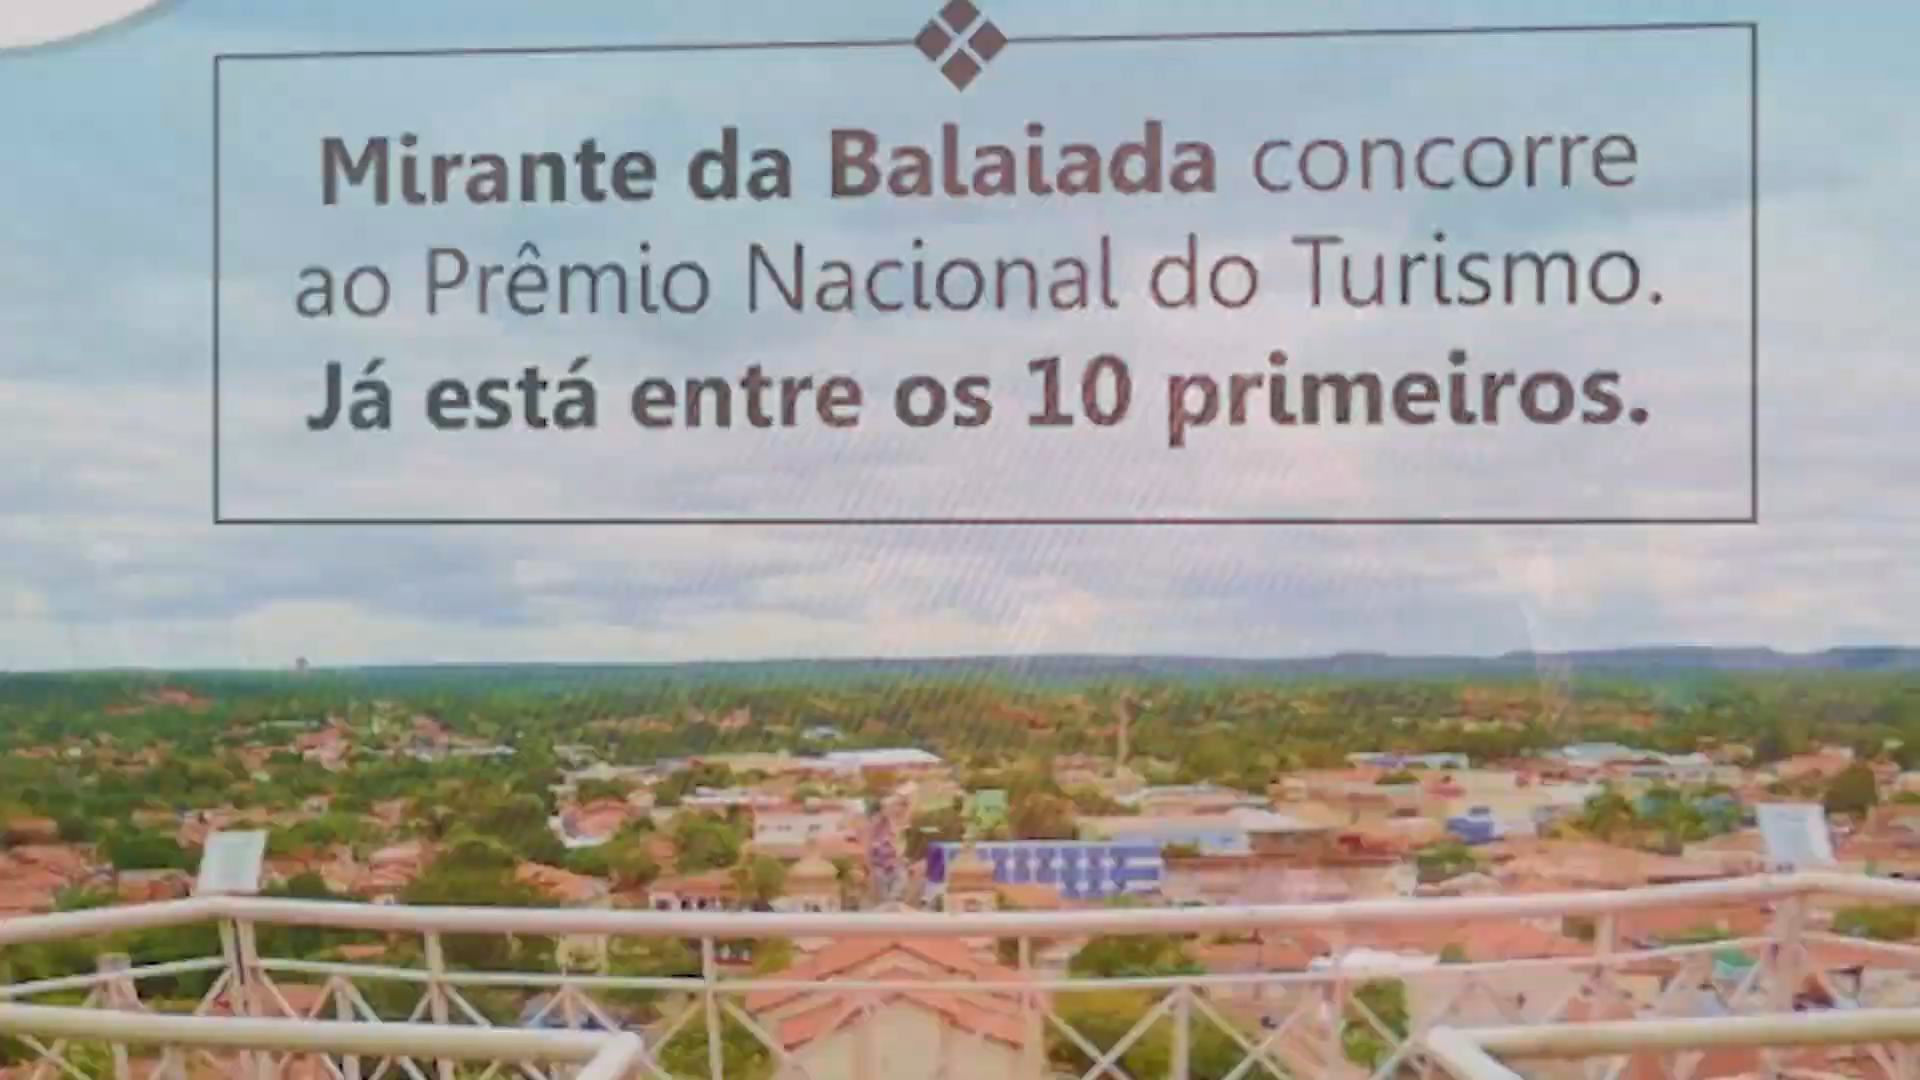 Mirante da Balaiada concorre
ao Prêmio Nacional do Turismo.
Já está entre os 10 primeiros.